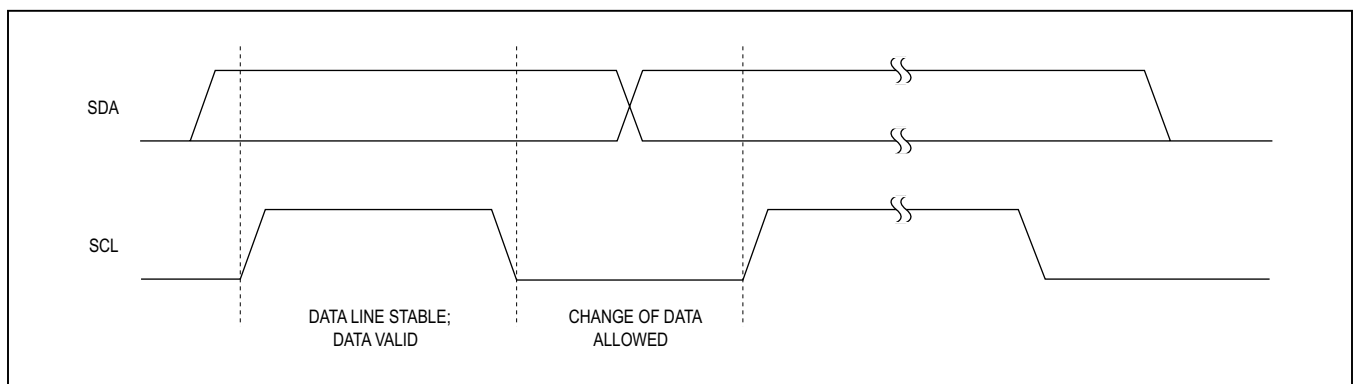 SDA
SCL
DATA LINE STABLE;
DATA VALID
CHANGE OF DATA
ALLOWED